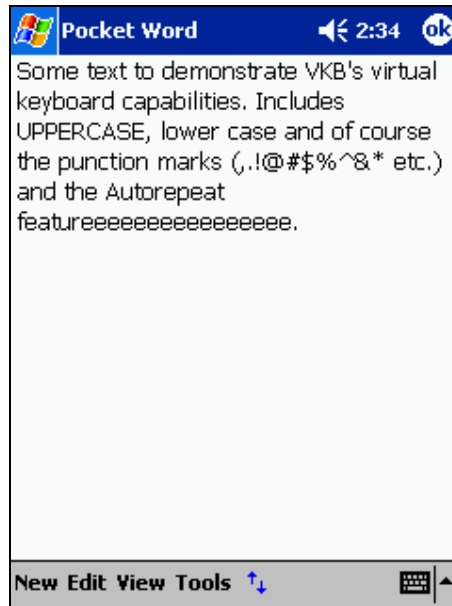 Pocket Word 2:34 ok
Some text to demonstrate VKB's virtual
keyboard capabilities. Includes
UPPERCASE, lower case and of course
the punction marks (,.!@#$%^&* etc.)
and the Autorepeat
featureeeeeeeeeeeeeeee.
New Edit View Tools